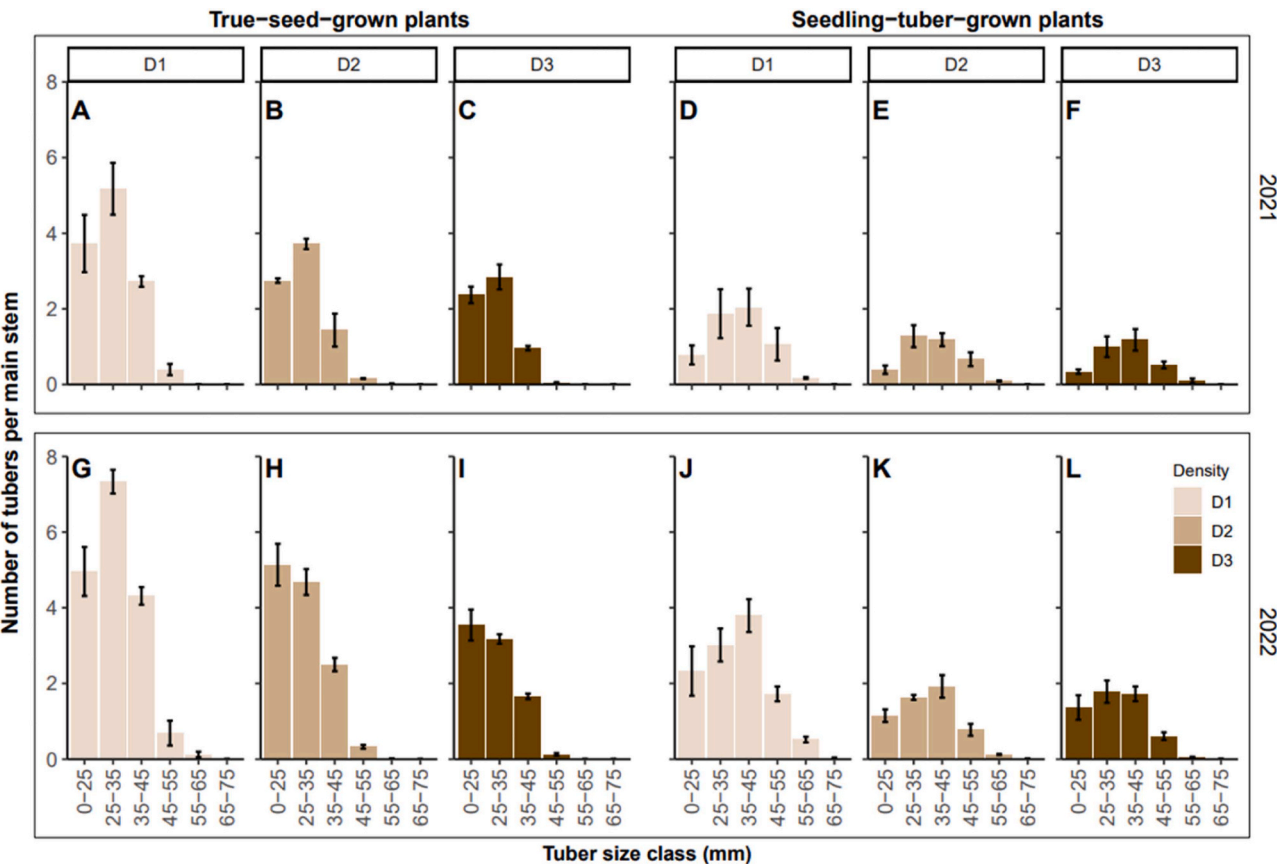 True−seed−grown plants Seedling−tuber−grown plants
D1 D2 D3 D1 D2 D3
8
A B C D E F
6
4
2
0
2021
Number of tubers per main stem
8
G H I J K L
6
4
2
0
Density
D1
D2
D3
2022
0−25 25−35 35−45 45−55 55−65 65−75 0−25 25−35 35−45 45−55 55−65 65−75 0−25 25−35 35−45 45−55 55−65 65−75 0−25 25−35 35−45 45−55 55−65 65−75 0−25 25−35 35−45 45−55 55−65 65−75 0−25 25−35 35−45 45−55 55−65 65−75
Tuber size class (mm)